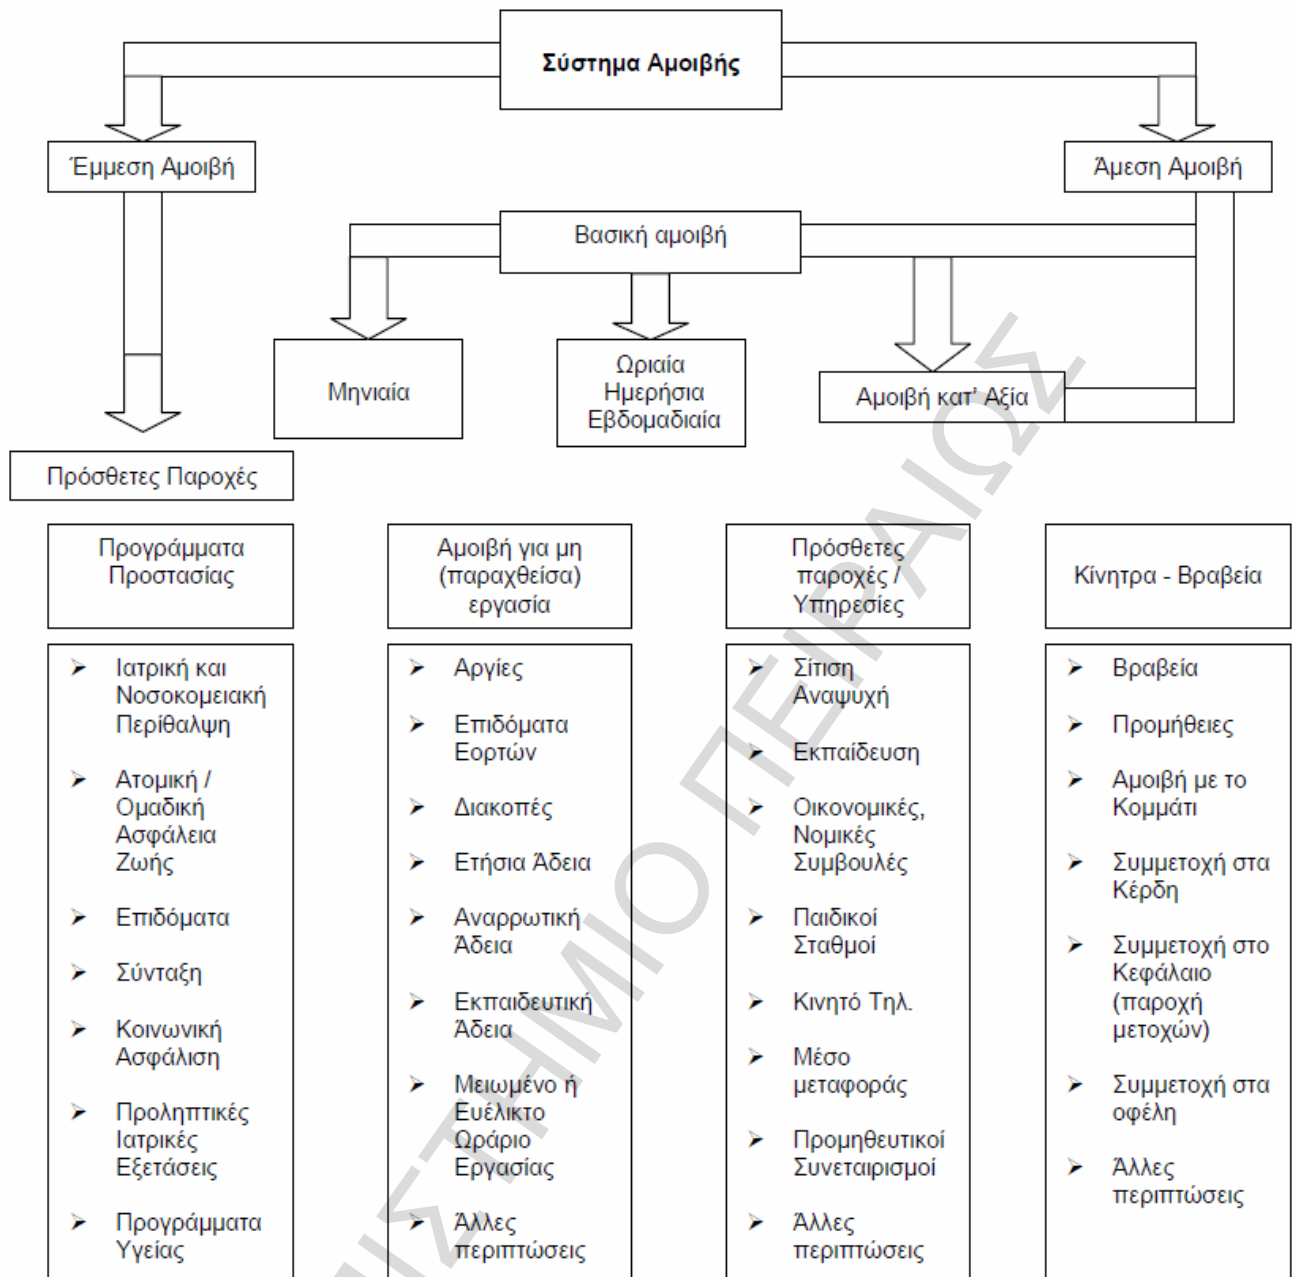 Σύστημα Αμοιβής
Έμμεση Αμοιβή
Άμεση Αμοιβή
Βασική αμοιβή
Μηνιαία
Ωριαία
Ημερήσια
Εβδομαδιαία
Αμοιβή κατ' Αξία
Πρόσθετες Παροχές
Προγράμματα
Προστασίας
Ιατρική και
Νοσοκομειακή
Περίθαλψη
Ατομική /
Ομαδική
Ασφάλεια
Ζωής
Επιδόματα
Σύνταξη
Κοινωνική
Ασφάλιση
Προληπτικές
Ιατρικές
Εξετάσεις
Προγράμματα
Υγείας
Αμοιβή για μη
(παραχθείσα)
εργασία
Αργίες
Επιδόματα
Εορτών
Διακοπές
Ετήσια Άδεια
Αναρρωτική
Άδεια
Εκπαιδευτική
Άδεια
Μειωμένο ή
Ευέλικτο
Ωράριο
Εργασίας
Άλλες
περιπτώσεις
Πρόσθετες
παροχές /
Υπηρεσίες
Σίτιση
Αναψυχή
Εκπαίδευση
Οικονομικές,
Νομικές
Συμβουλές
Παιδικοί
Σταθμοί
Κινητό Τηλ.
Μέσο
μεταφοράς
Προμηθευτικοί
Συνεταιρισμοί
Άλλες
περιπτώσεις
Κίνητρα - Βραβεία
Βραβεία
Προμήθειες
Αμοιβή με το
Κομμάτι
Συμμετοχή στα
Κέρδη
Συμμετοχή στο
Κεφάλαιο
(παροχή
μετοχών)
Συμμετοχή στα
οφέλη
Άλλες
περιπτώσεις
ΙΣΤΗΜΙΟ ΠΕΙΡΑΙΩΣ